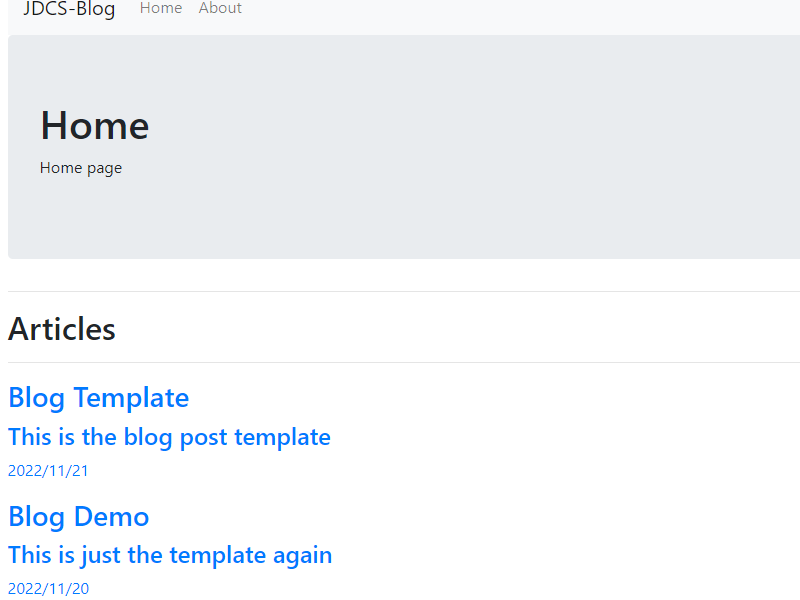 JDCS-Blog Home About
Home
Home page
Articles
Blog Template
This is the blog post template
2022/11/21
Blog Demo
This is just the template again
2022/11/20